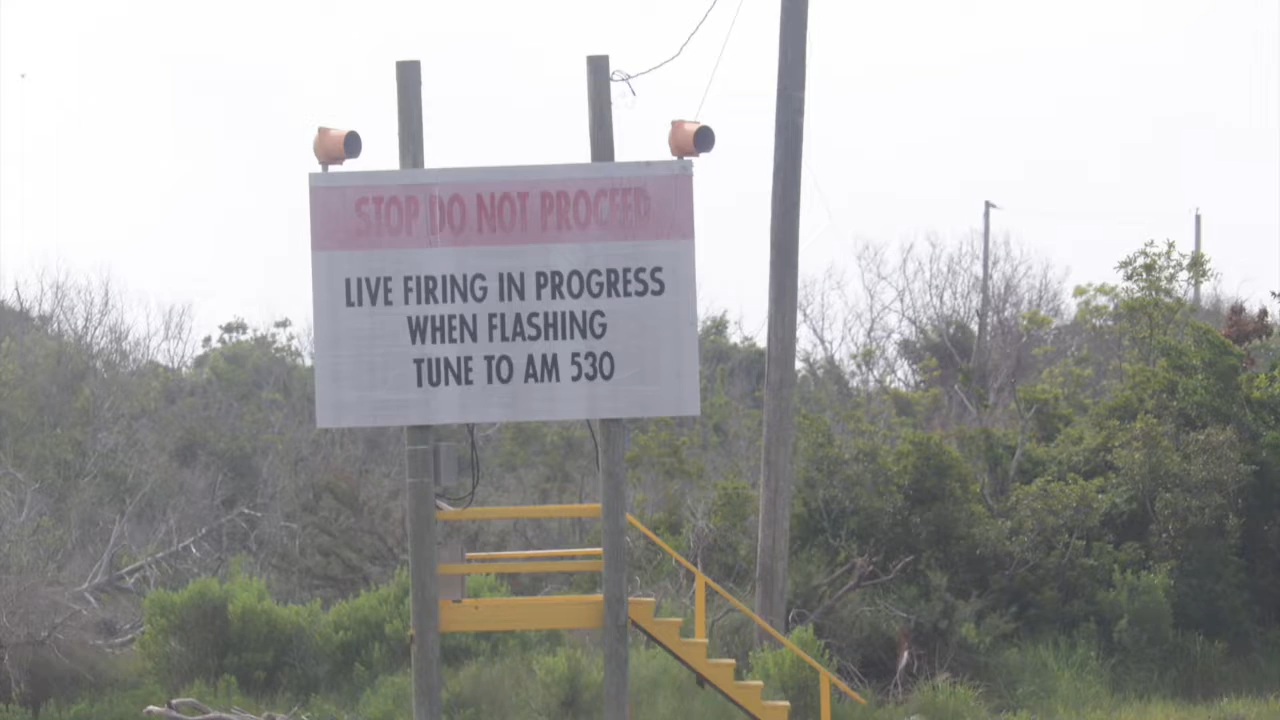 STOP DO NOT PROCEED
LIVE FIRING IN PROGRESS
WHEN FLASHING
TUNE TO AM 530